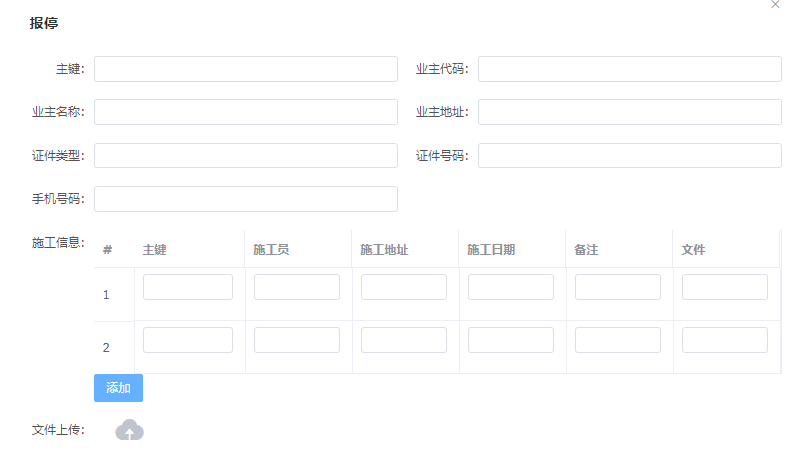 报停
主键： 业主代码：
业主名称： 业主地址：
证件类型： 证件号码：
手机号码：
施工信息： # 主键 施工员 施工地址 施工日期 备注 文件
1
2
添加
文件上传：